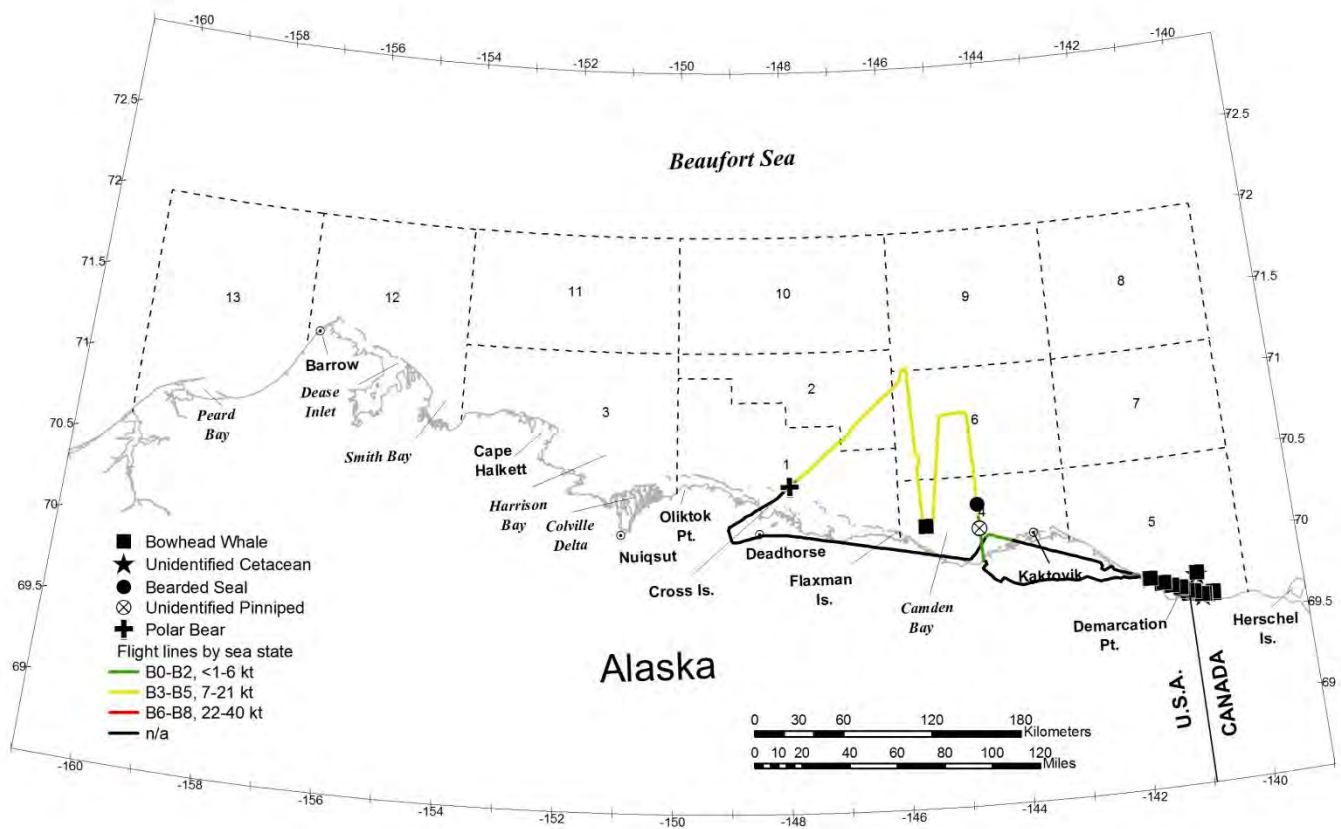 -160
-158
-156
-154
-152
-150
-148
-146
-144
-142
-140
72.5
72.5
72
72
71.5
71.5
71
71
70.5
70.5
70
70
69.5
69.5
69
69
Beaufort Sea
13
12
11
10
9
8
3
2
6
7
1
4
5
Barrow
Dease
Inlet
Peard
Bay
Smith Bay
Cape
Halkett
Harrison
Bay
Colville
Delta
Nuiqsut
Oliktok
Pt.
Cross Is.
Deadhorse
Flaxman
Is.
Camden
Bay
Kaktovik
Demarcation
Pt.
Herschel
Is.
Alaska
U.S.A.
CANADA
Bowhead Whale
Unidentified Cetacean
Bearded Seal
Unidentified Pinniped
Polar Bear
Flight lines by sea state
B0-B2, <1-6 kt
B3-B5, 7-21 kt
B6-B8, 22-40 kt
n/a
0 30 60 120 180
Kilometers
0 10 20 40 60 80 100 120
Miles
-160
-158
-156
-154
-152
-150
-148
-146
-144
-142
-140